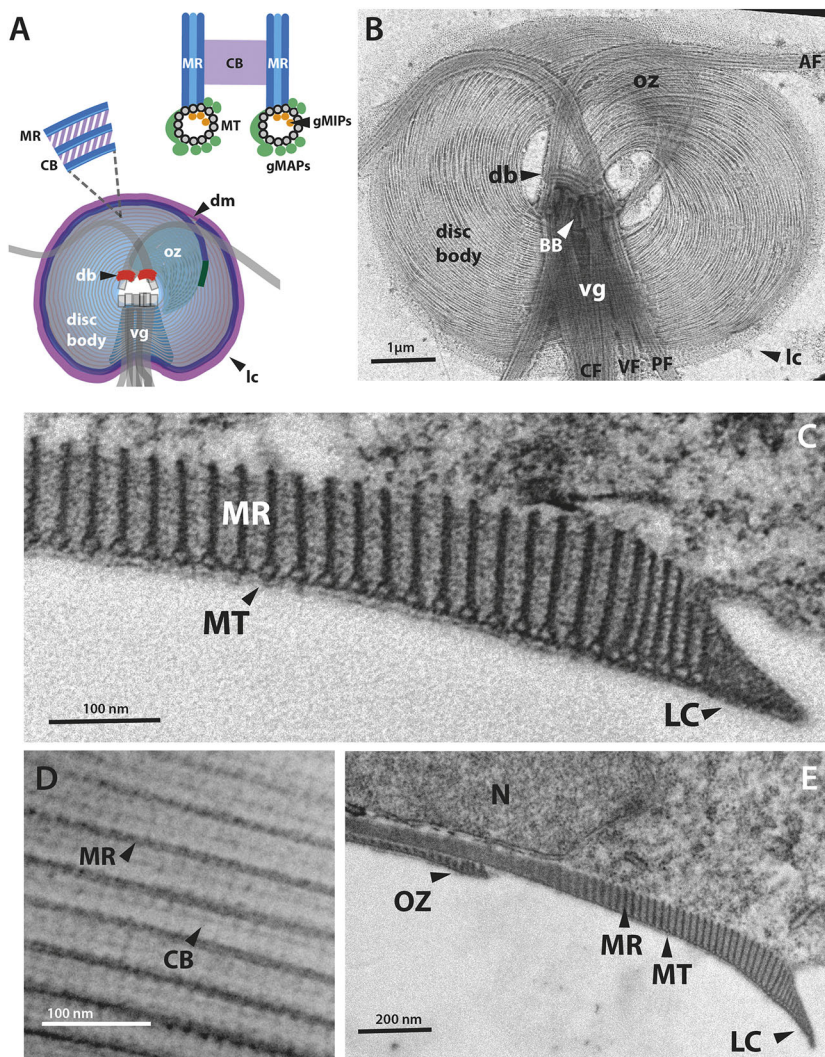 A
MR
CB
MR
MT
gMIPs
gMAPs
MR
CB
dm
oz
db
disc
body
vg
lc
B
AF
oz
db
disc
body
BB
vg
1µm
CF
VF
PF
lc
C
MR
MT
100 nm
LC
D
MR
CB
100 nm
E
N
OZ
MR
MT
200 nm
LC